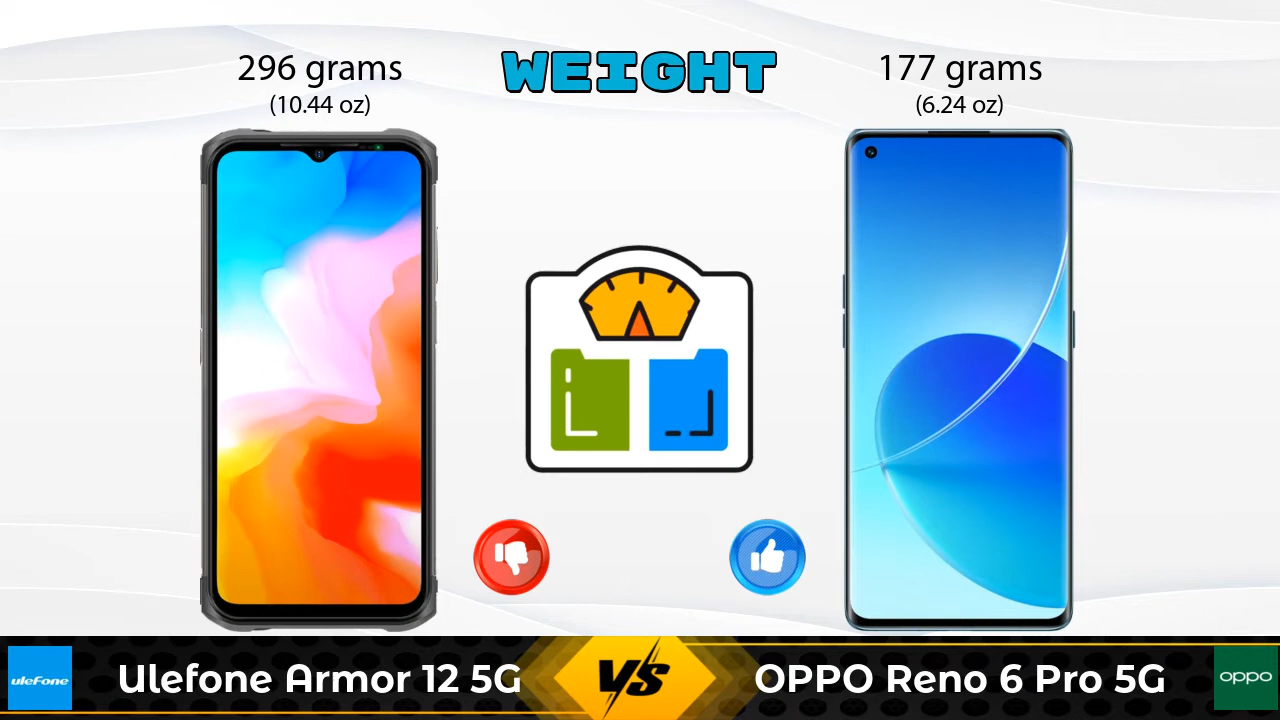 WEIGHT
296 grams
(10.44 oz)
177 grams
(6.24 oz)
uleFone
Ulefone Armor 12 5G
VS
OPPO Reno 6 Pro 5G
oppo